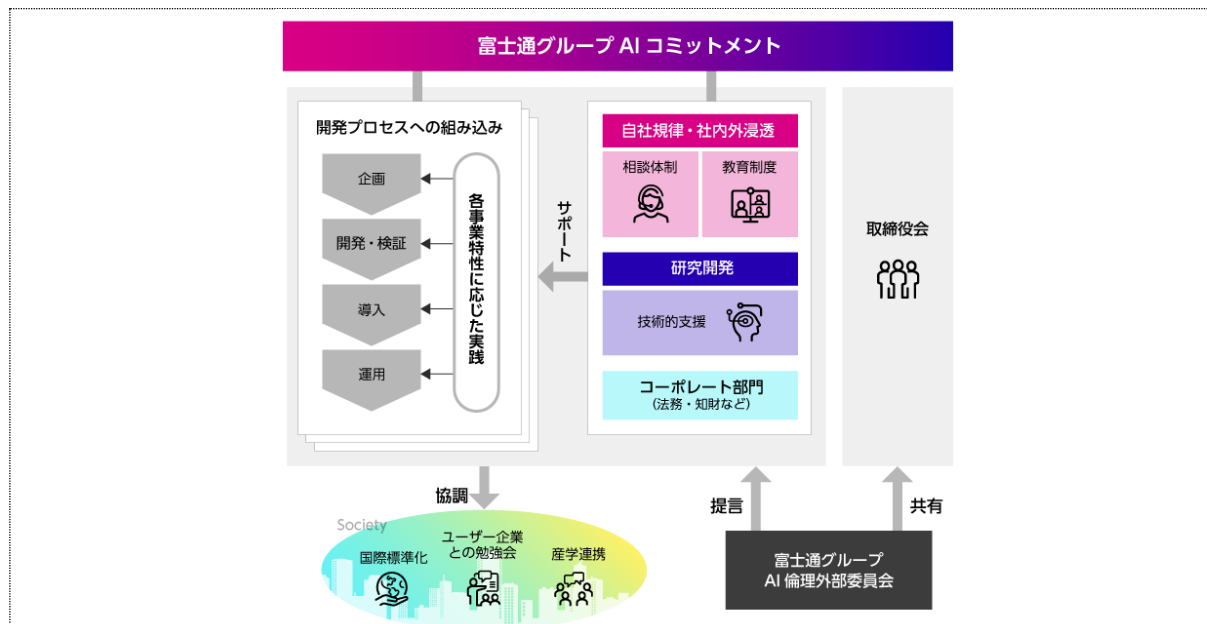 富士通グループ AI コミットメント
開発プロセスへの組み込み
企画
開発・検証
導入
運用
各事業特性に応じた実践
サポート
自社規律・社内外浸透
相談体制
教育制度
研究開発
技術的支援
コーポレート部門
（法務・知財など）
取締役会
協調
提言
共有
Society
国際標準化
ユーザー企業
との勉強会
産学連携
富士通グループ
AI 倫理外部委員会